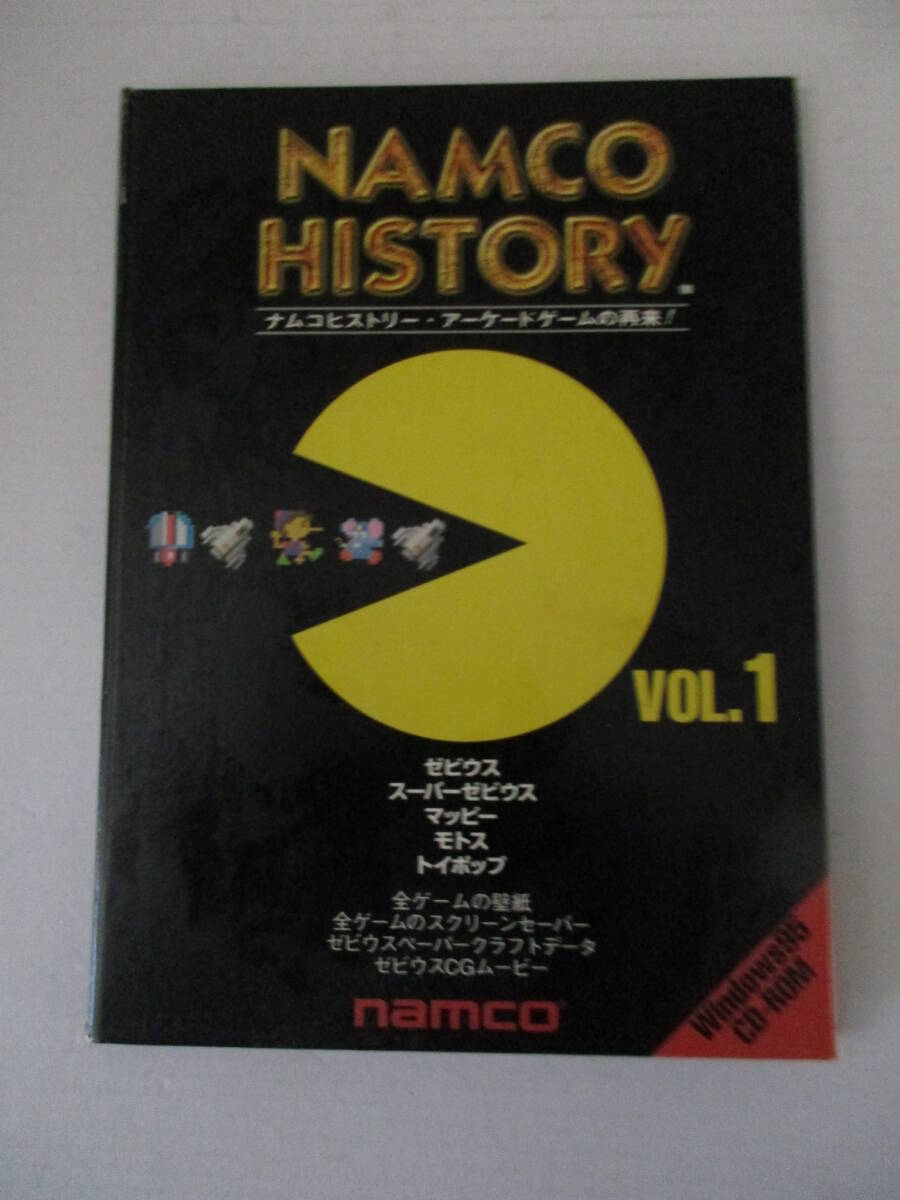 NAMCO
HISTORY
ナムコヒストリー・アーケードゲームの再来!
VOL.1
ゼビウス
スーパーゼビウス
マッピー
モトス
トイポップ
全ゲームの壁紙
全ゲームのスクリーンセーバー
ゼビウスペーパークラフトデータ
ゼビウスCGムービー
namco
Windows95
CD-ROM